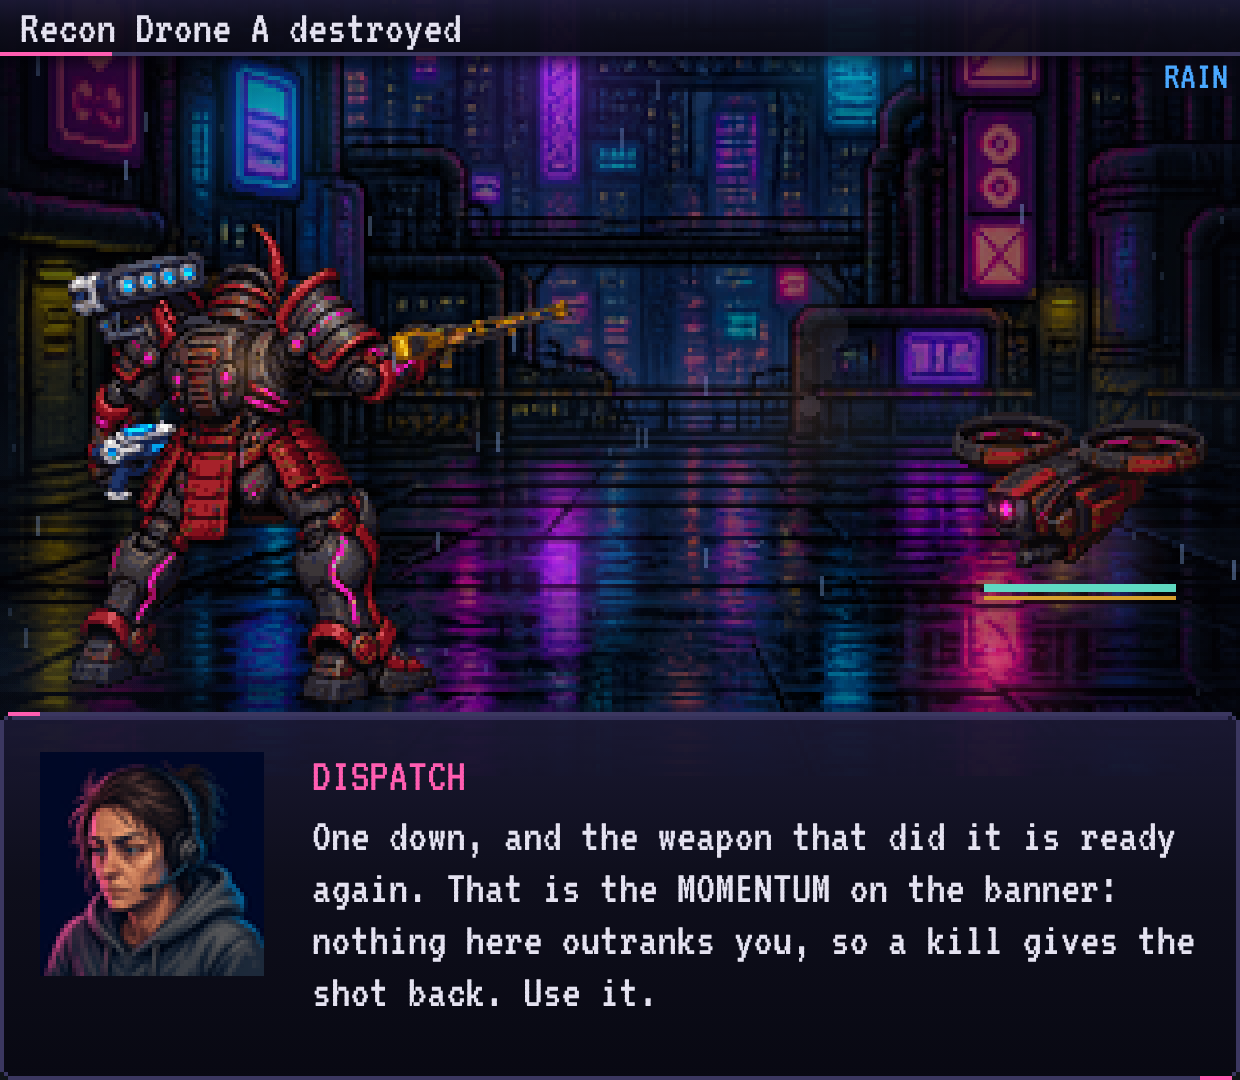 Recon Drone A destroyed
RAIN
DISPATCH
One down, and the weapon that did it is ready
again. That is the MOMENTUM on the banner:
nothing here outranks you, so a kill gives the
shot back. Use it.